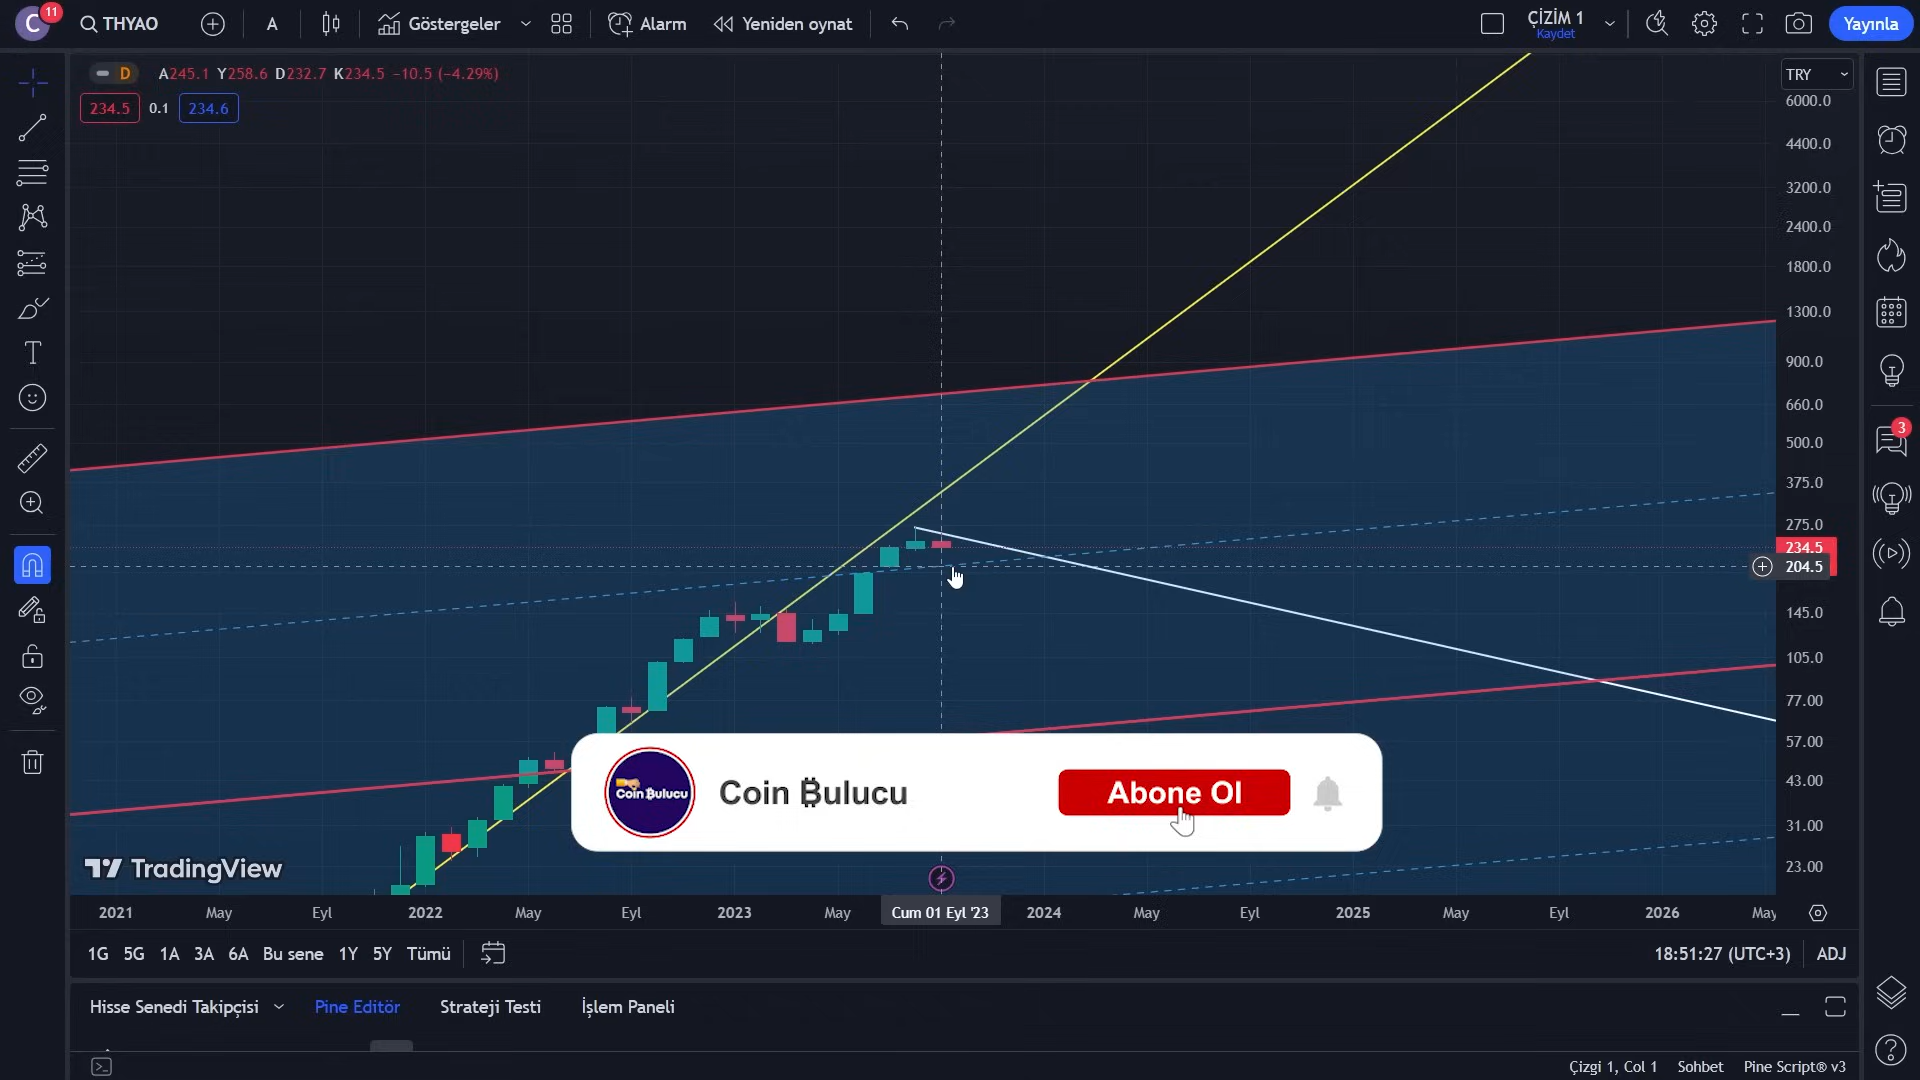 C 11 THYAO A Göstergeler Alarm Yeniden oynat ÇİZİM 1 Kaydet Yayınla
D A245.1 Y258.6 D232.7 K234.5 −10.5 (−4.29%)
234.5 0.1 234.6
TRY
6000.0
4400.0
3200.0
2400.0
1800.0
1300.0
900.0
660.0
500.0
375.0
275.0
234.5
204.5
145.0
105.0
77.00
57.00
43.00
31.00
23.00
3
Coin ₿ulucu
Coin ₿ulucu
Abone Ol
TradingView
2021 May Eyl 2022 May Eyl 2023 May Cum 01 Eyl '23 2024 May Eyl 2025 May Eyl 2026 May
1G 5G 1A 3A 6A Bu sene 1Y 5Y Tümü 18:51:27 (UTC+3) ADJ
Hisse Senedi Takipçisi Pine Editör Strateji Testi İşlem Paneli
Çizgi 1, Col 1 Sohbet Pine Script® v3